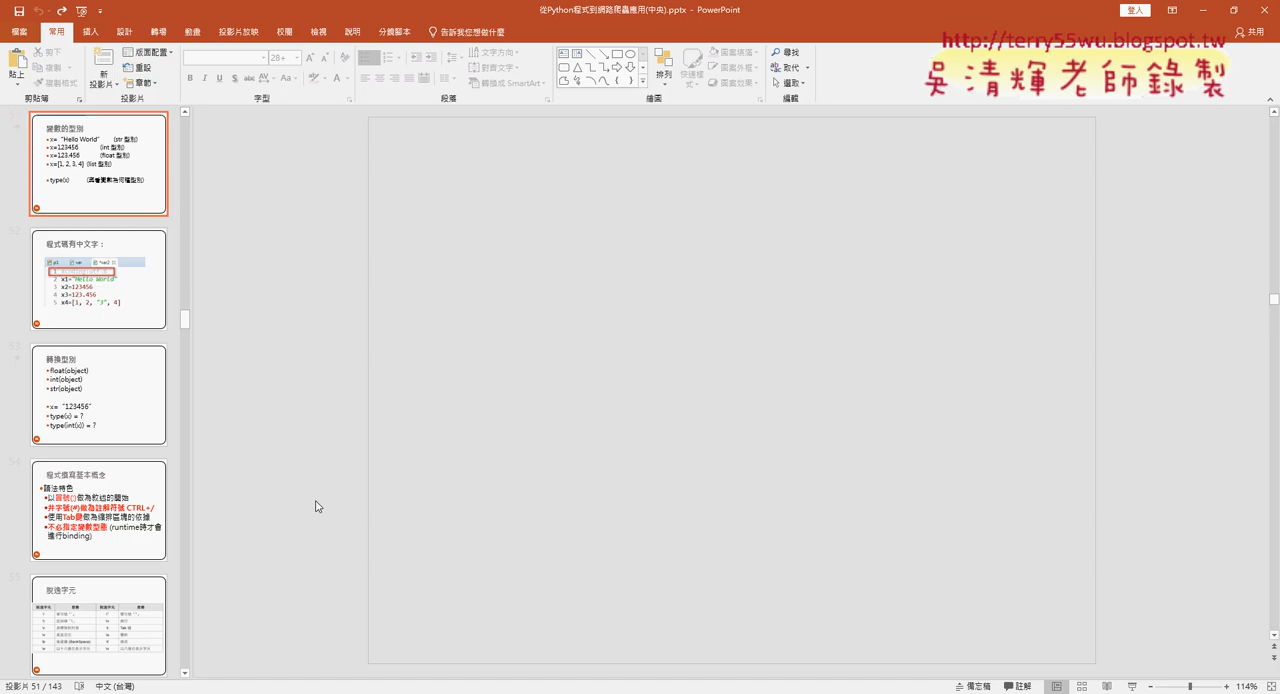 從Python程式到網路爬蟲應用(中央).pptx - PowerPoint
登入
檔案 常用 插入 設計 轉場 動畫 投影片放映 校閱 檢視 說明 分鏡腳本 告訴我您想做什麼 共用
貼上 剪下 複製 複製格式 剪貼簿
新投影片 版面配置 重設 章節 投影片
28+ B I U S abc AV Aa A 字型
文字方向 對齊文字 轉換成 SmartArt 段落
排列 快速樣式 圖案填滿 圖案外框 圖案效果 繪圖
尋找 取代 選取 編輯
http://terry55wu.blogspot.tw
吳清輝老師錄製
變數的型別
x= "Hello World" (str 型別)
x=123456 (int 型別)
x=123.456 (float 型別)
x=[1, 2, 3, 4] (list 型別)
type(x) (查看變數為何種型別)
52
程式碼有中文字：
2 x1="Hello World"
3 x2=123456
4 x3=123.456
5 x4=[1, 2, "3", 4]
53
轉換型別
float(object)
int(object)
str(object)
x= "123456"
type(x) = ?
type(int(x)) = ?
54
程式撰寫基本概念
語法特色
以冒號(:)做為敘述的開始
井字號(#)做為註解符號 CTRL+/
使用Tab鍵做為縮排區塊的依據
不必指定變數型態 (runtime時才會
進行binding)
55
脫逸字元
投影片 51 / 143 中文 (台灣) 備忘稿 註解 114%